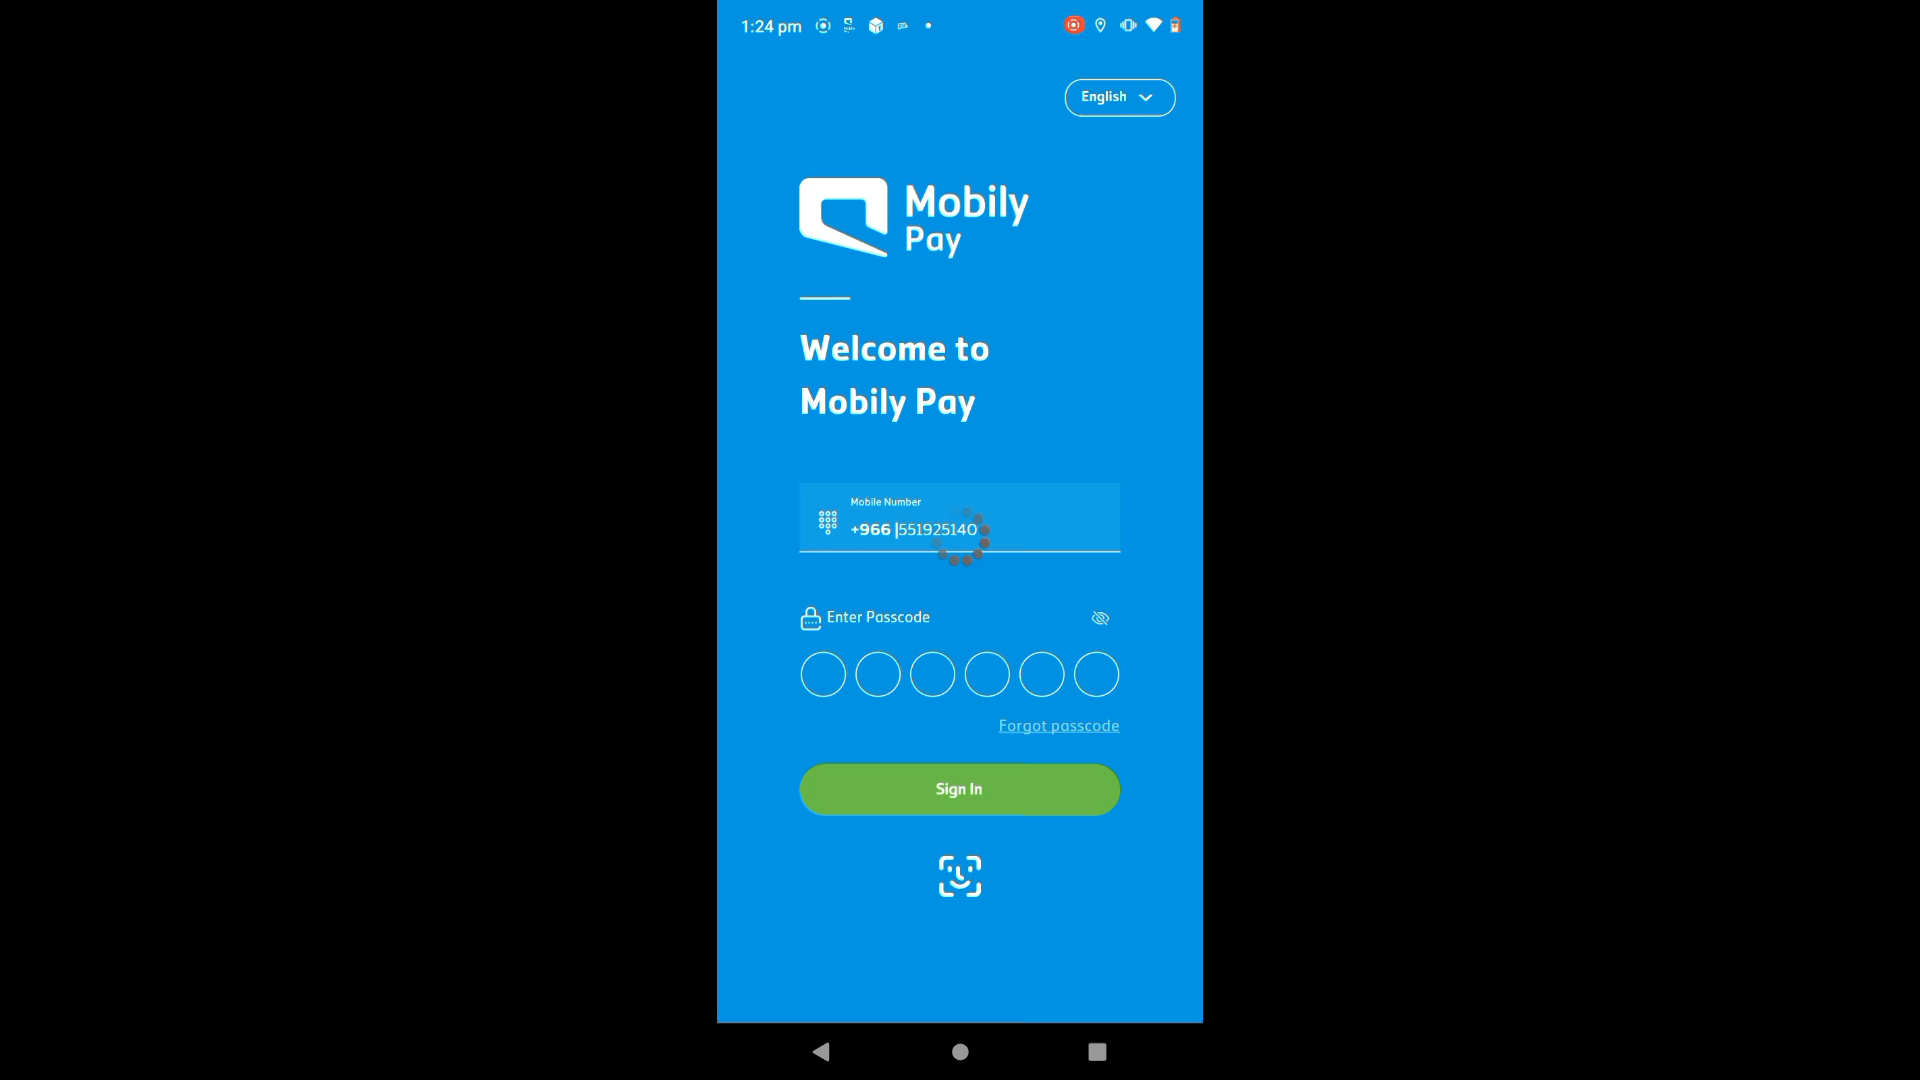 1:24 pm
English
Mobily
Pay
Welcome to
Mobily Pay
Mobile Number
+966 |551925140
Enter Passcode
Forgot passcode
Sign In